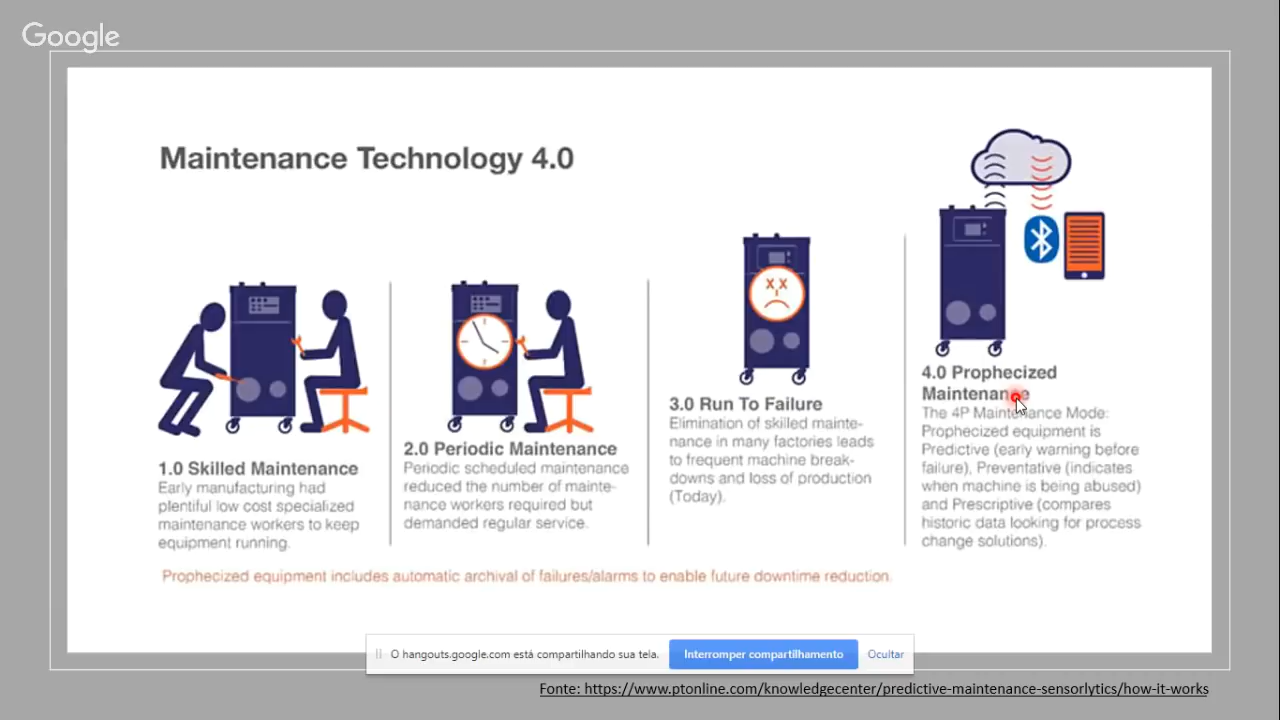 Google
Maintenance Technology 4.0
1.0 Skilled Maintenance
Early manufacturing had
plentiful low cost specialized
maintenance workers to keep
equipment running.
2.0 Periodic Maintenance
Periodic scheduled maintenance
reduced the number of mainte-
nance workers required but
demanded regular service.
3.0 Run To Failure
Elimination of skilled mainte-
nance in many factories leads
to frequent machine break-
downs and loss of production
(Today).
4.0 Prophecized
Maintenance
The 4P Maintenance Mode:
Prophecized equipment is
Predictive (early warning before
failure), Preventative (indicates
when machine is being abused)
and Prescriptive (compares
historic data looking for process
change solutions).
Prophecized equipment includes automatic archival of failures/alarms to enable future downtime reduction.
O hangouts.google.com está compartilhando sua tela. Interromper compartilhamento Ocultar
Fonte: https://www.ptonline.com/knowledgecenter/predictive-maintenance-sensorlytics/how-it-works